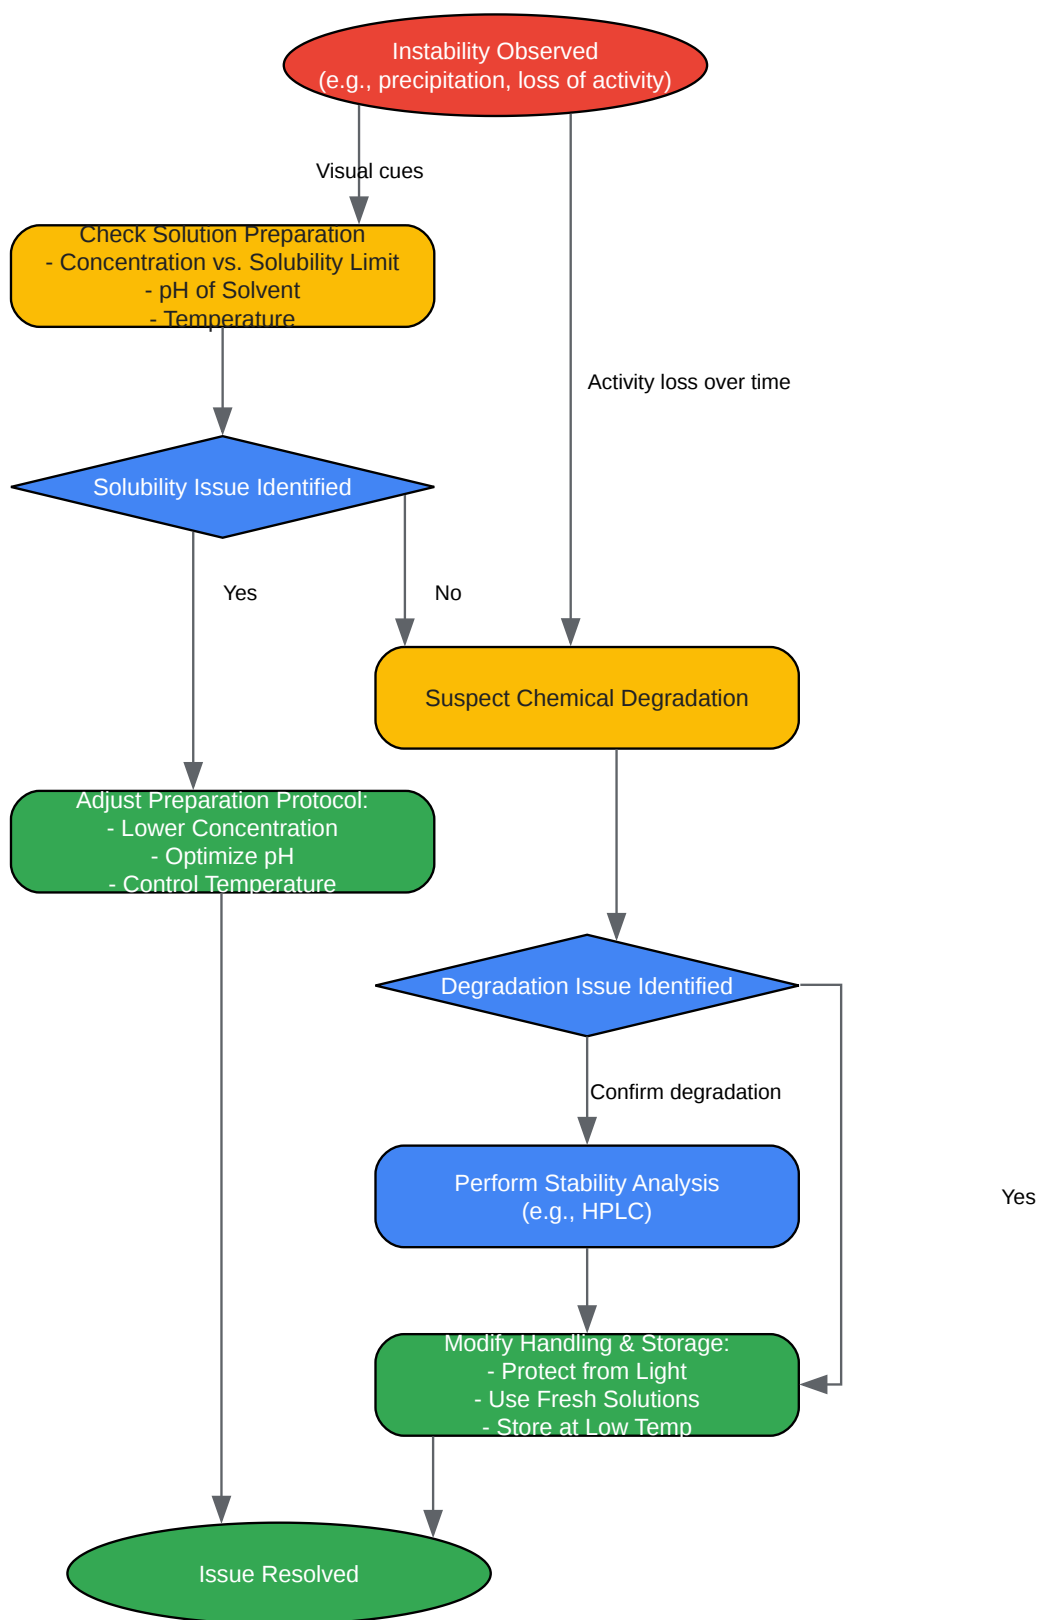 Instability Observed
(e.g., precipitation, loss of activity)
Visual cues
Check Solution Preparation
- Concentration vs. Solubility Limit
- pH of Solvent
- Temperature
Activity loss over time
Solubility Issue Identified
Yes
No
Suspect Chemical Degradation
Adjust Preparation Protocol:
- Lower Concentration
- Optimize pH
- Control Temperature
Degradation Issue Identified
Confirm degradation
Perform Stability Analysis
(e.g., HPLC)
Yes
Modify Handling & Storage:
- Protect from Light
- Use Fresh Solutions
- Store at Low Temp
Issue Resolved